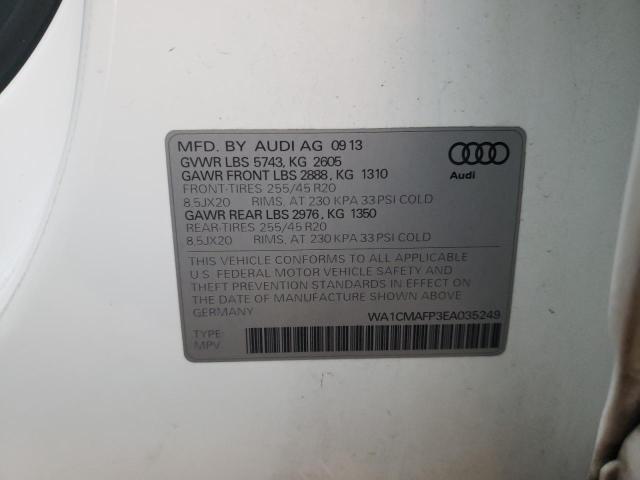 MFD. BY AUDI AG 09 13
GVWR LBS 5743, KG 2605
GAWR FRONT LBS 2888, KG 1310
FRONT-TIRES 255/45 R20
8.5JX20 RIMS, AT 230 KPA 33 PSI COLD
GAWR REAR LBS 2976, KG 1350
REAR-TIRES 255/45 R20
8.5JX20 RIMS, AT 230 KPA 33 PSI COLD
Audi
THIS VEHICLE CONFORMS TO ALL APPLICABLE
U.S. FEDERAL MOTOR VEHICLE SAFETY AND
THEFT PREVENTION STANDARDS IN EFFECT ON
THE DATE OF MANUFACTURE SHOWN ABOVE
GERMANY
WA1CMAFP3EA035249
TYPE:
MPV